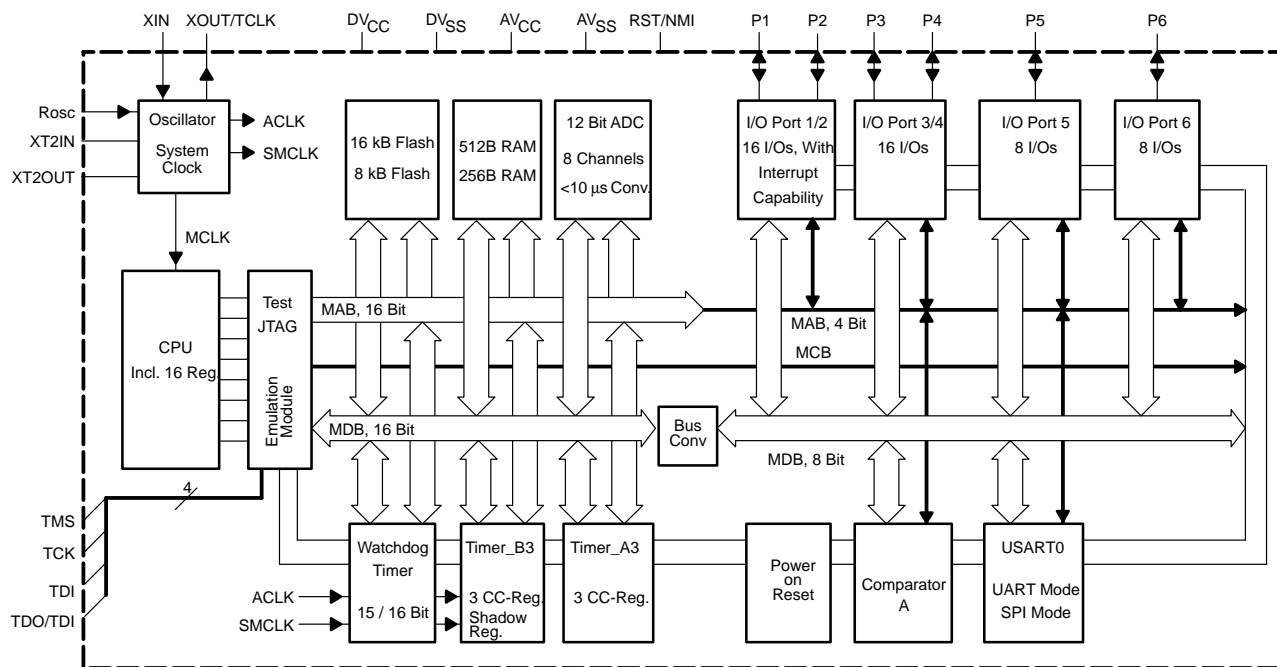 XIN
XOUT/TCLK
DVCC
DVSS
AVCC
AVSS
RST/NMI
P1
P2
P3
P4
P5
P6
Rosc
XT2IN
XT2OUT
Oscillator
System
Clock
ACLK
SMCLK
MCLK
16 kB Flash
8 kB Flash
512B RAM
256B RAM
12 Bit ADC
8 Channels
<10 µs Conv.
I/O Port 1/2
16 I/Os, With
Interrupt
Capability
I/O Port 3/4
16 I/Os
I/O Port 5
8 I/Os
I/O Port 6
8 I/Os
CPU
Incl. 16 Reg.
Test
JTAG
Emulation
Module
MAB, 16 Bit
MAB, 4 Bit
MCB
MDB, 16 Bit
Bus
Conv
MDB, 8 Bit
4
TMS
TCK
TDI
TDO/TDI
ACLK
SMCLK
Watchdog
Timer
15 / 16 Bit
Timer_B3
3 CC-Reg.
Shadow
Reg.
Timer_A3
3 CC-Reg.
Power
on
Reset
Comparator
A
USART0
UART Mode
SPI Mode